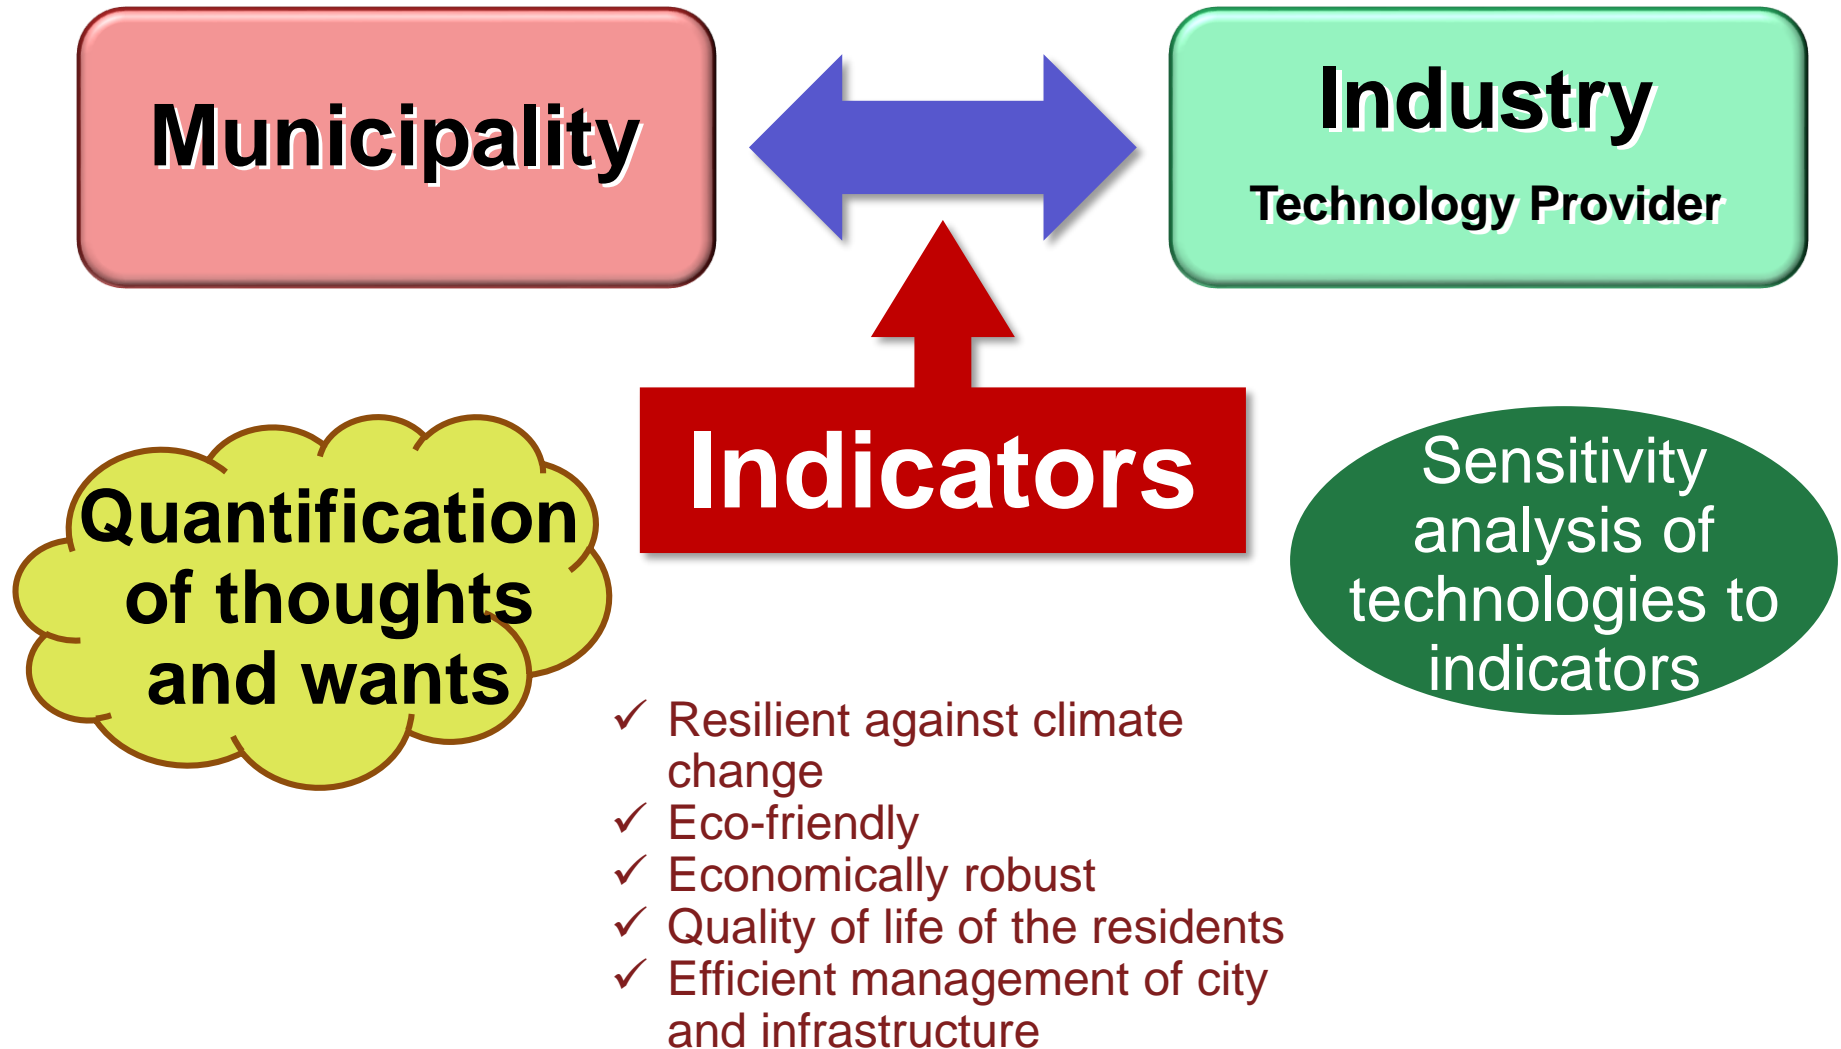 Municipality
Industry
Technology Provider
Indicators
Quantification
of thoughts
and wants
Sensitivity
analysis of
technologies to
indicators
✓ Resilient against climate
change
✓ Eco-friendly
✓ Economically robust
✓ Quality of life of the residents
✓ Efficient management of city
and infrastructure